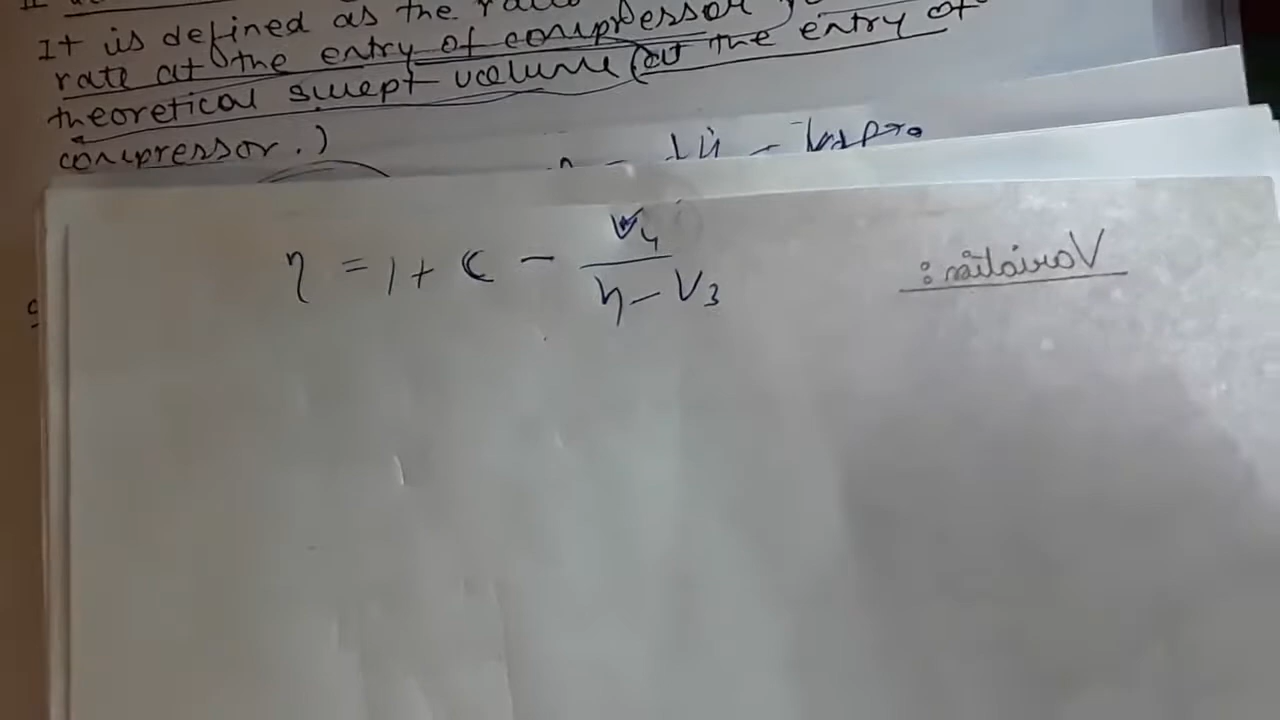 It is defined as the
rate at the entry of compressor
theoretical swept volume (at the entry of
compressor.)
η = 1 + C - V4 / η - V3
Variation: